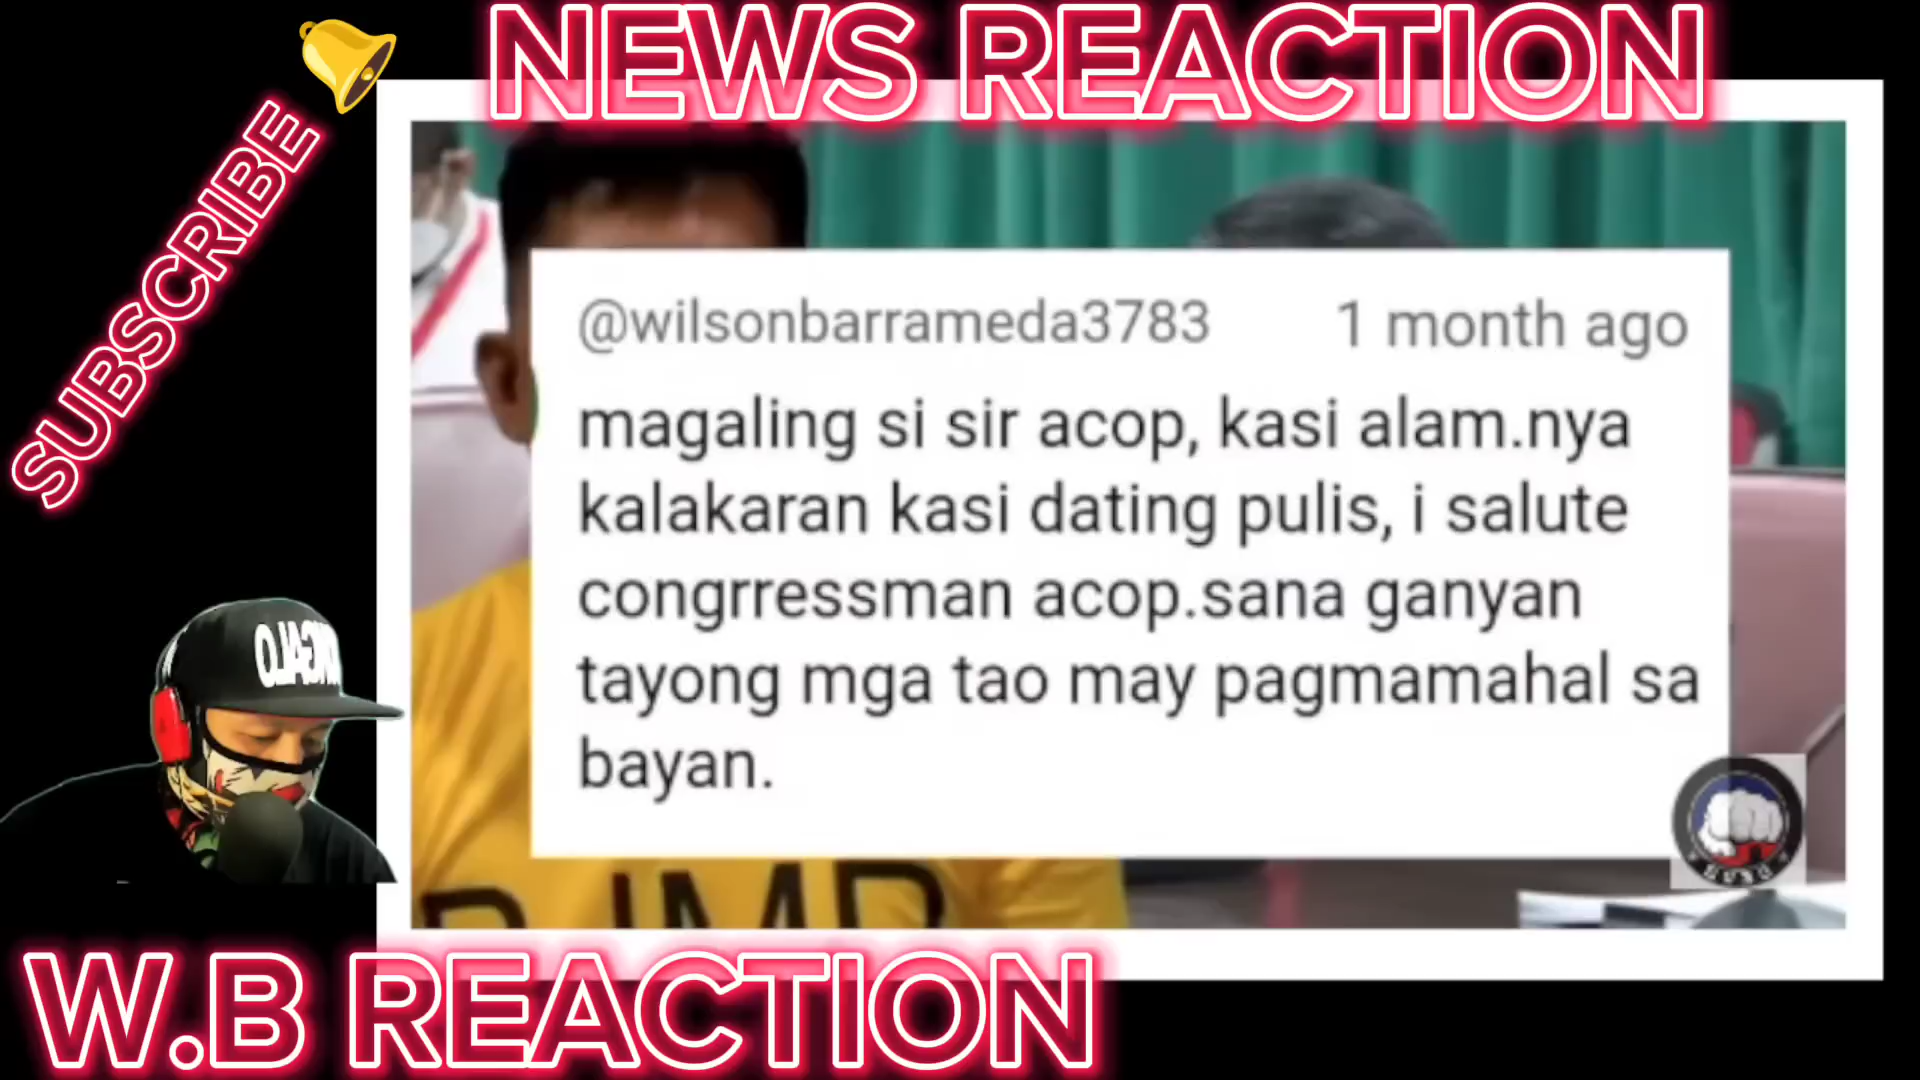 NEWS REACTION
SUBSCRIBE
@wilsonbarrameda3783 1 month ago
magaling si sir acop, kasi alam.nya
kalakaran kasi dating pulis, i salute
congrressman acop.sana ganyan
tayong mga tao may pagmamahal sa
bayan.
BJMP
W.B REACTION